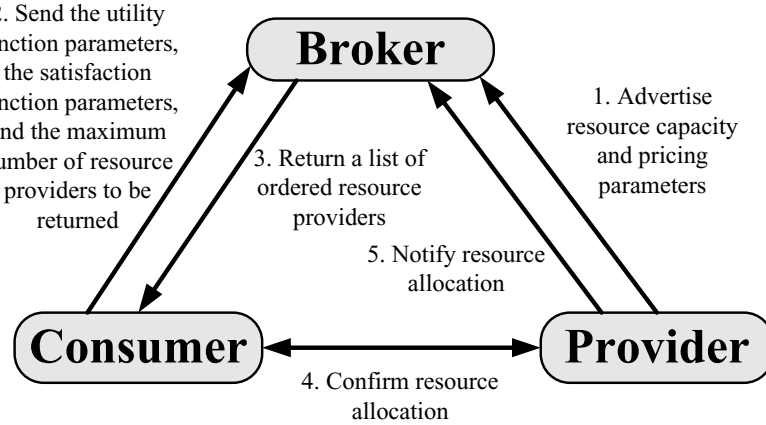 2. Send the utility
nction parameters,
the satisfaction
nction parameters,
nd the maximum
umber of resource
providers to be
returned
Broker
1. Advertise
resource capacity
and pricing
parameters
3. Return a list of
ordered resource
providers
5. Notify resource
allocation
Consumer
Provider
4. Confirm resource
allocation